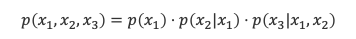 p(x₁, x₂, x₃) = p(x₁) · p(x₂|x₁) · p(x₃|x₁, x₂)